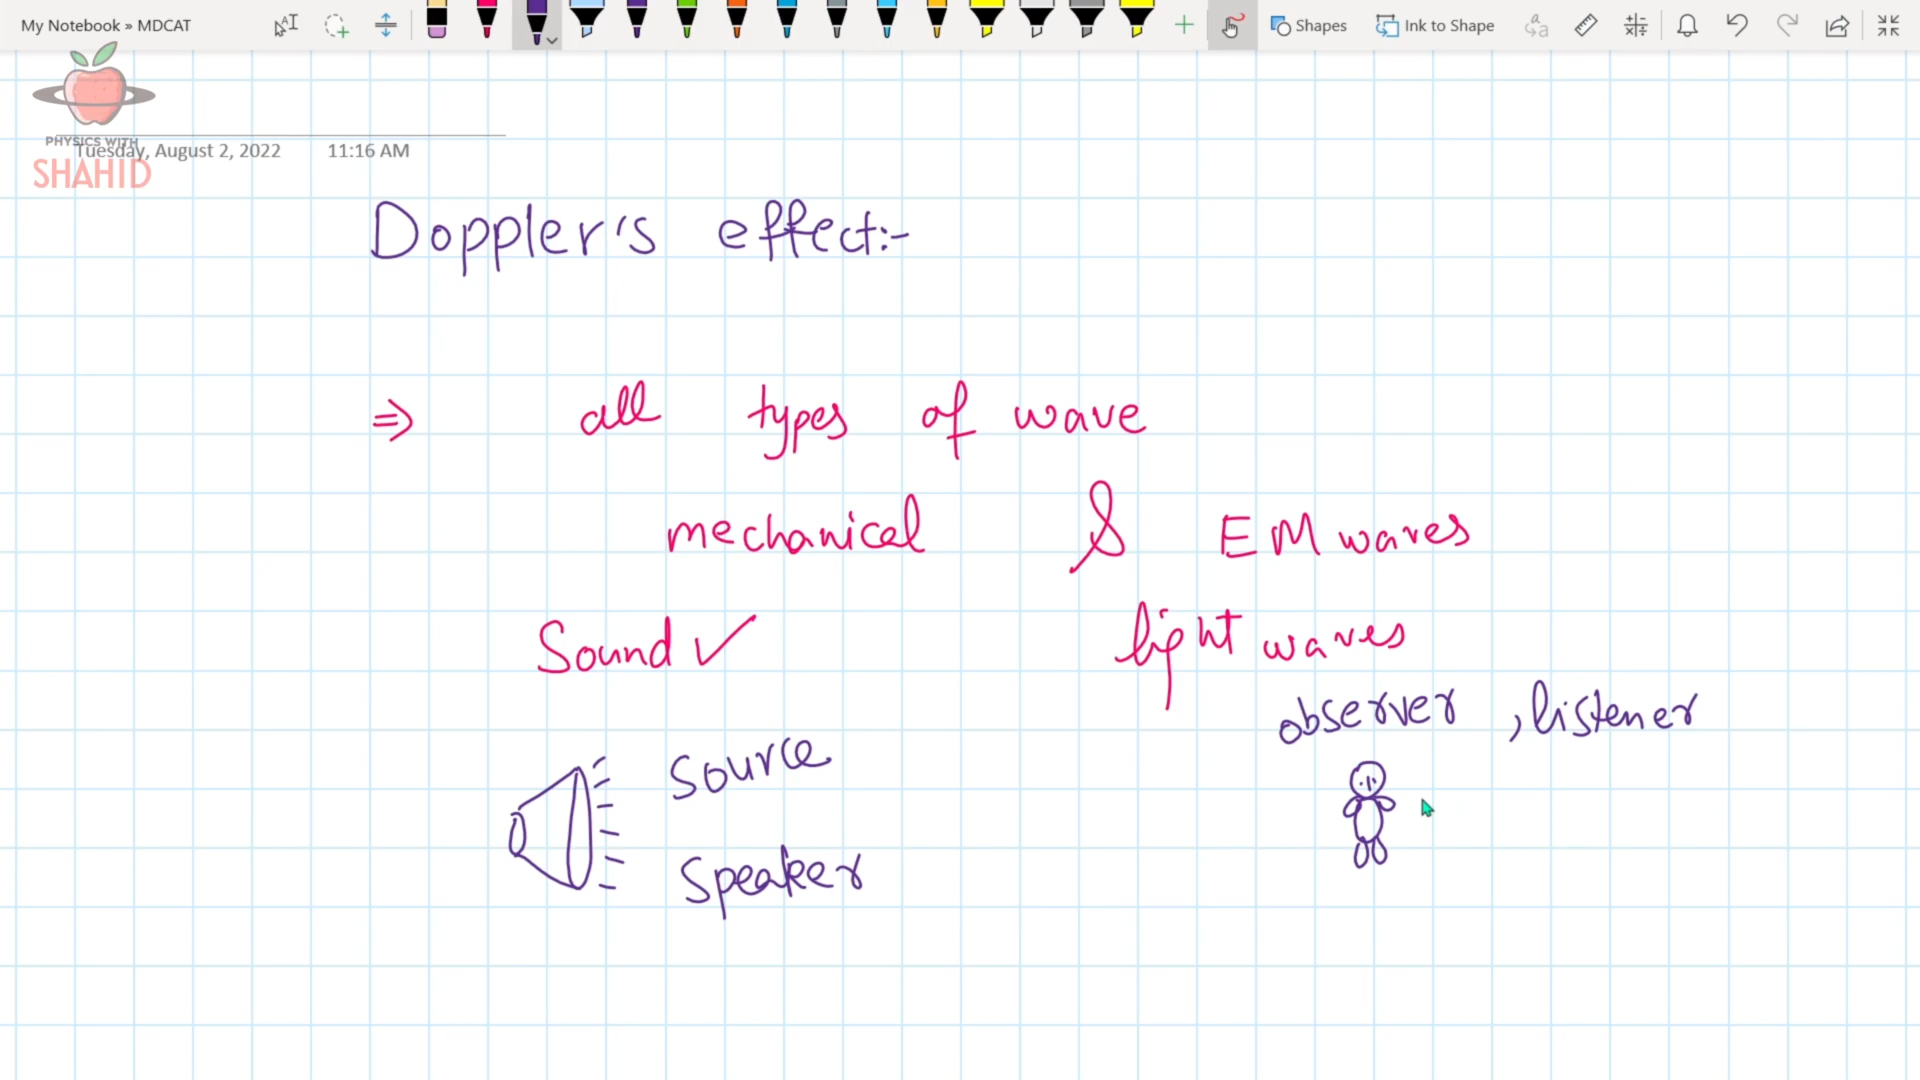 My Notebook » MDCAT
Shapes
Ink to Shape
PHYSICS WITH
SHAHID
Tuesday, August 2, 2022 11:16 AM
Doppler's effect:-
⇒ all types of wave
mechanical & EM waves
Sound ✓ light waves
observer , listener
Source
Speaker